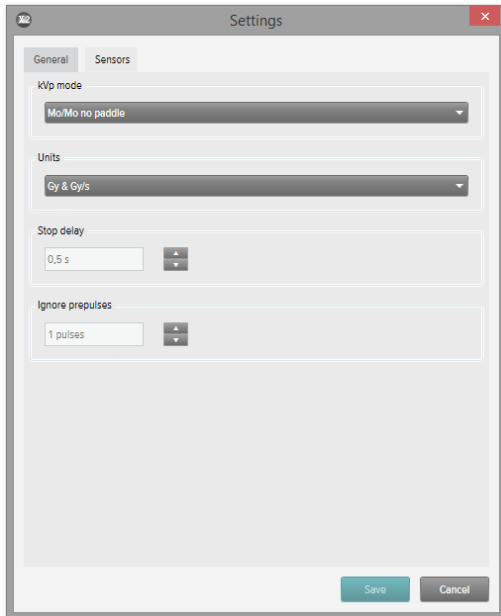 Xi2
Settings
General
Sensors
kVp mode
Mo/Mo no paddle
Units
Gy & Gy/s
Stop delay
0,5 s
Ignore prepulses
1 pulses
Save
Cancel